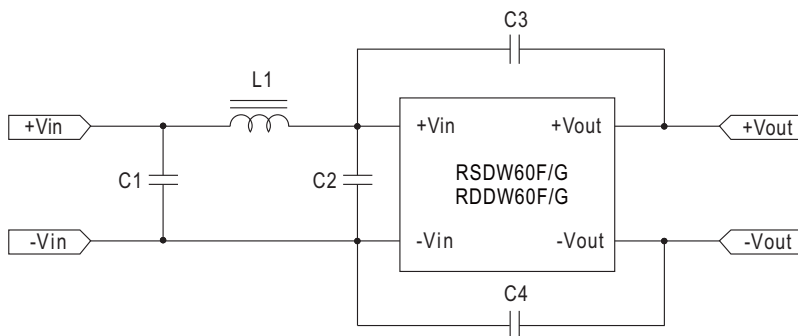 C3
L1
+Vin
+Vin
+Vout
+Vout
C1
C2
RSDW60F/G
RDDW60F/G
-Vin
-Vin
-Vout
-Vout
C4